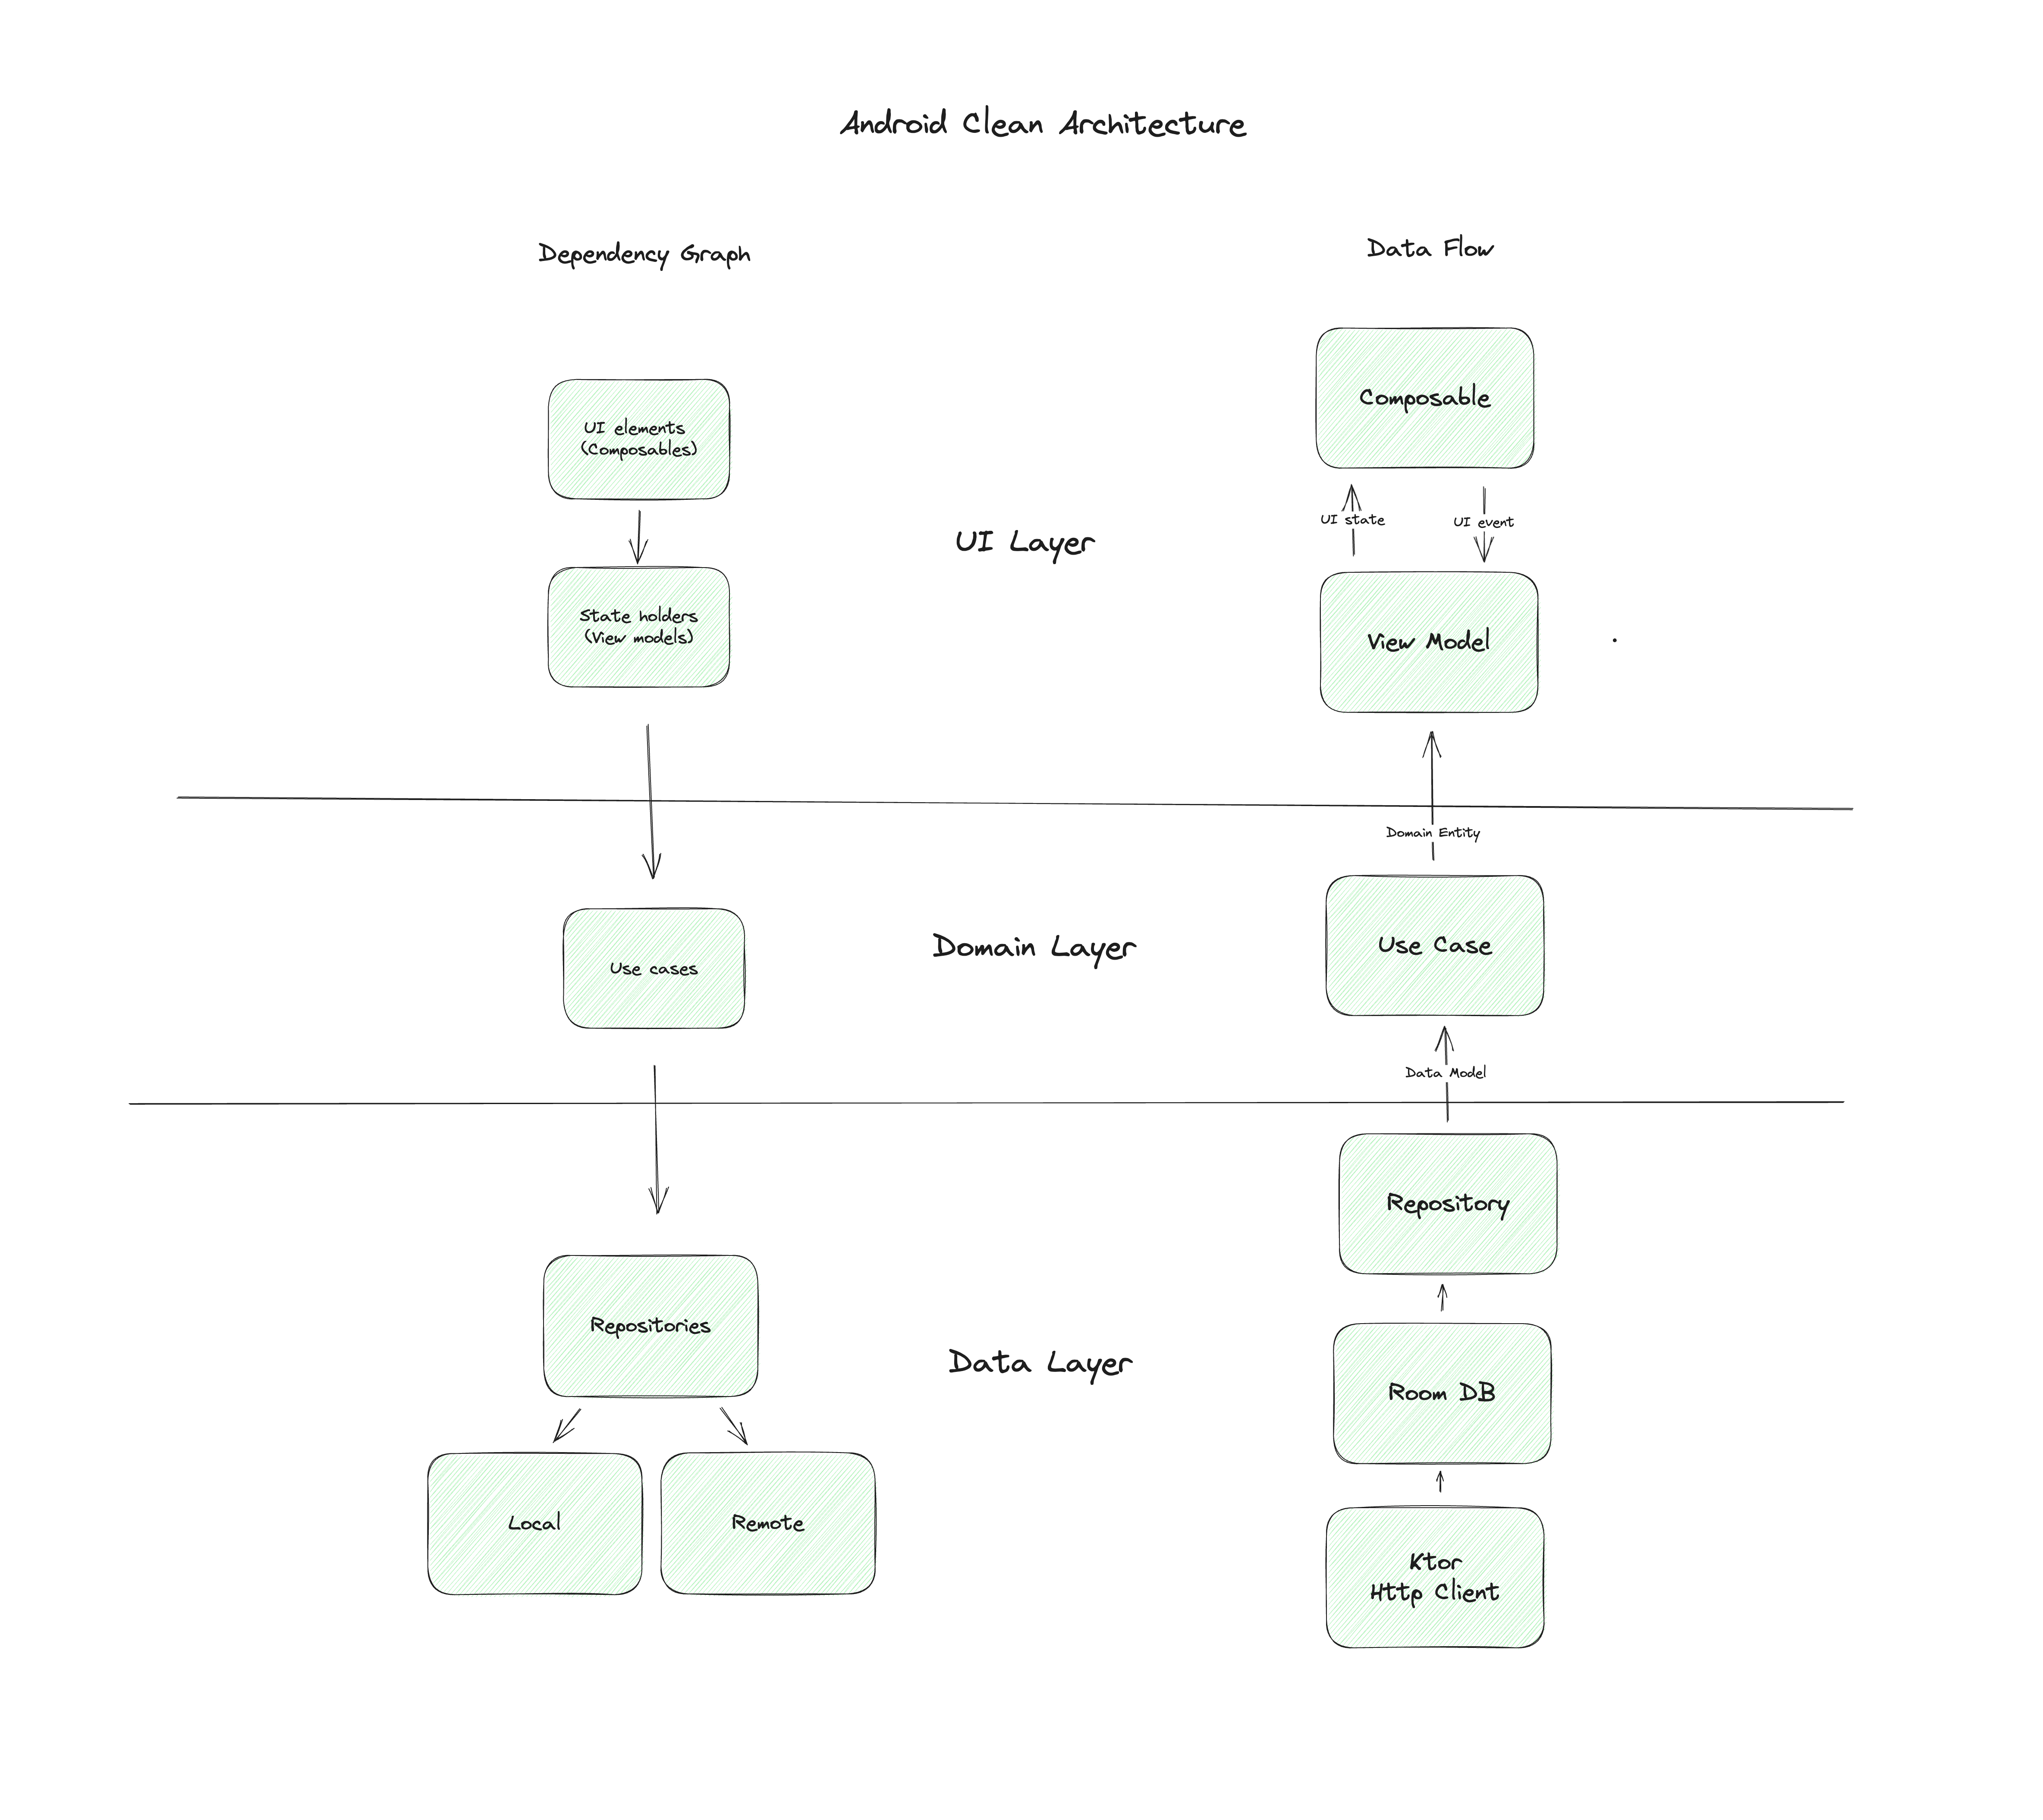 Android Clean Architecture
Dependency Graph
Data Flow
UI elements
(Composables)
State holders
(View models)
Use cases
Repositories
Local
Remote
UI Layer
Domain Layer
Data Layer
Composable
UI state
UI event
View Model
Domain Entity
Use Case
Data Model
Repository
Room DB
Ktor
Http Client